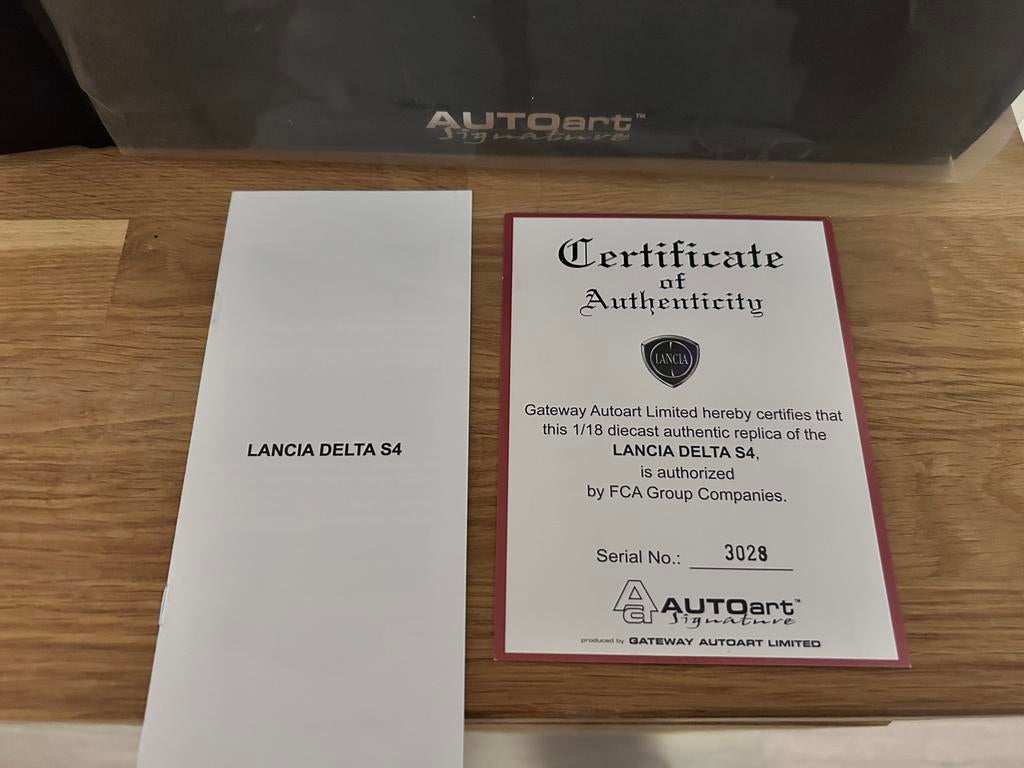 AUTOart™
Signature
LANCIA DELTA S4
Certificate
of
Authenticity
LANCIA
Gateway Autoart Limited hereby certifies that
this 1/18 diecast authentic replica of the
LANCIA DELTA S4,
is authorized
by FCA Group Companies.
Serial No.: 3028
Aa AUTOart™
Signature
produced by GATEWAY AUTOART LIMITED